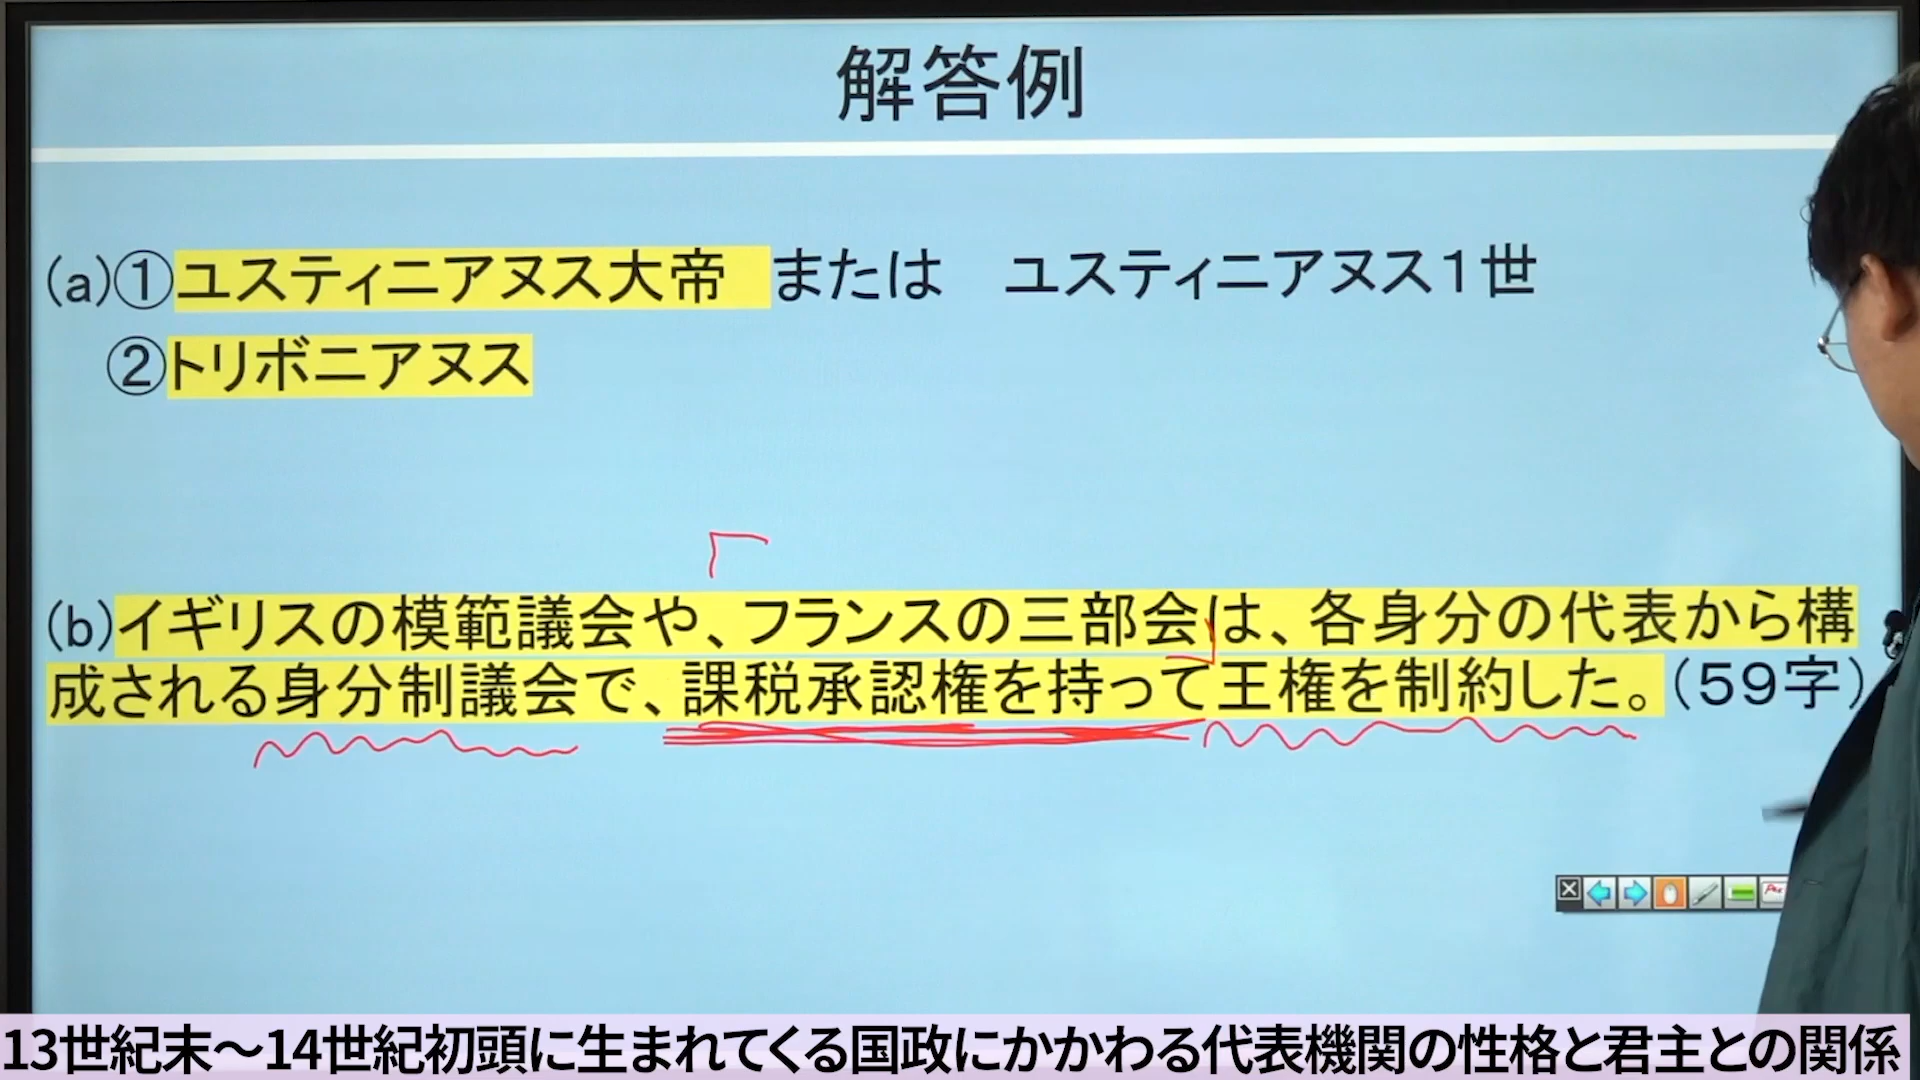 解答例
(a)①ユスティニアヌス大帝 または ユスティニアヌス1世
②トリボニアヌス
(b)イギリスの模範議会や、フランスの三部会は、各身分の代表から構
成される身分制議会で、課税承認権を持って王権を制約した。(59字)
13世紀末〜14世紀初頭に生まれてくる国政にかかわる代表機関の性格と君主との関係